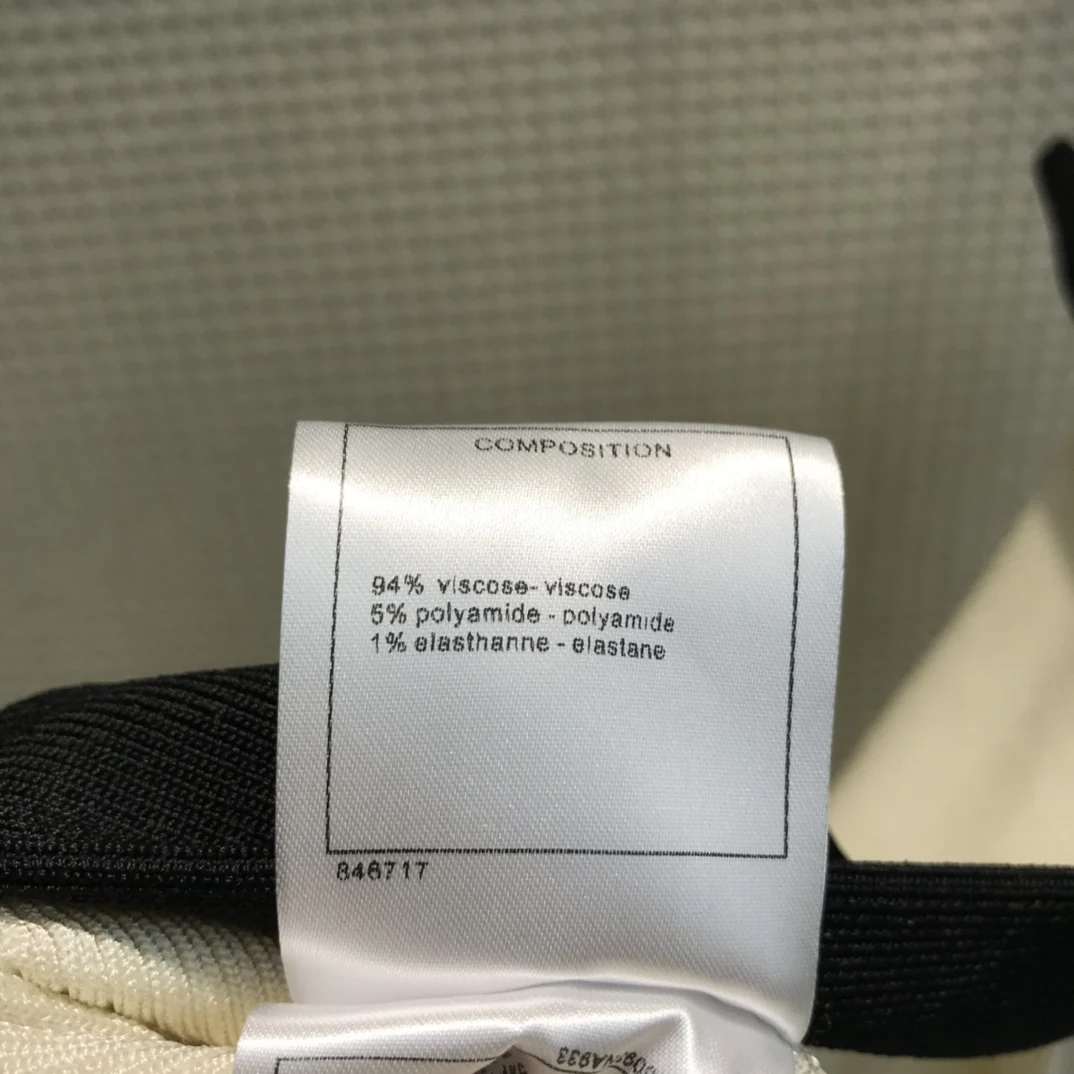 COMPOSITION
94% viscose- viscose
5% polyamide - polyamide
1% elasthanne - elastane
846717